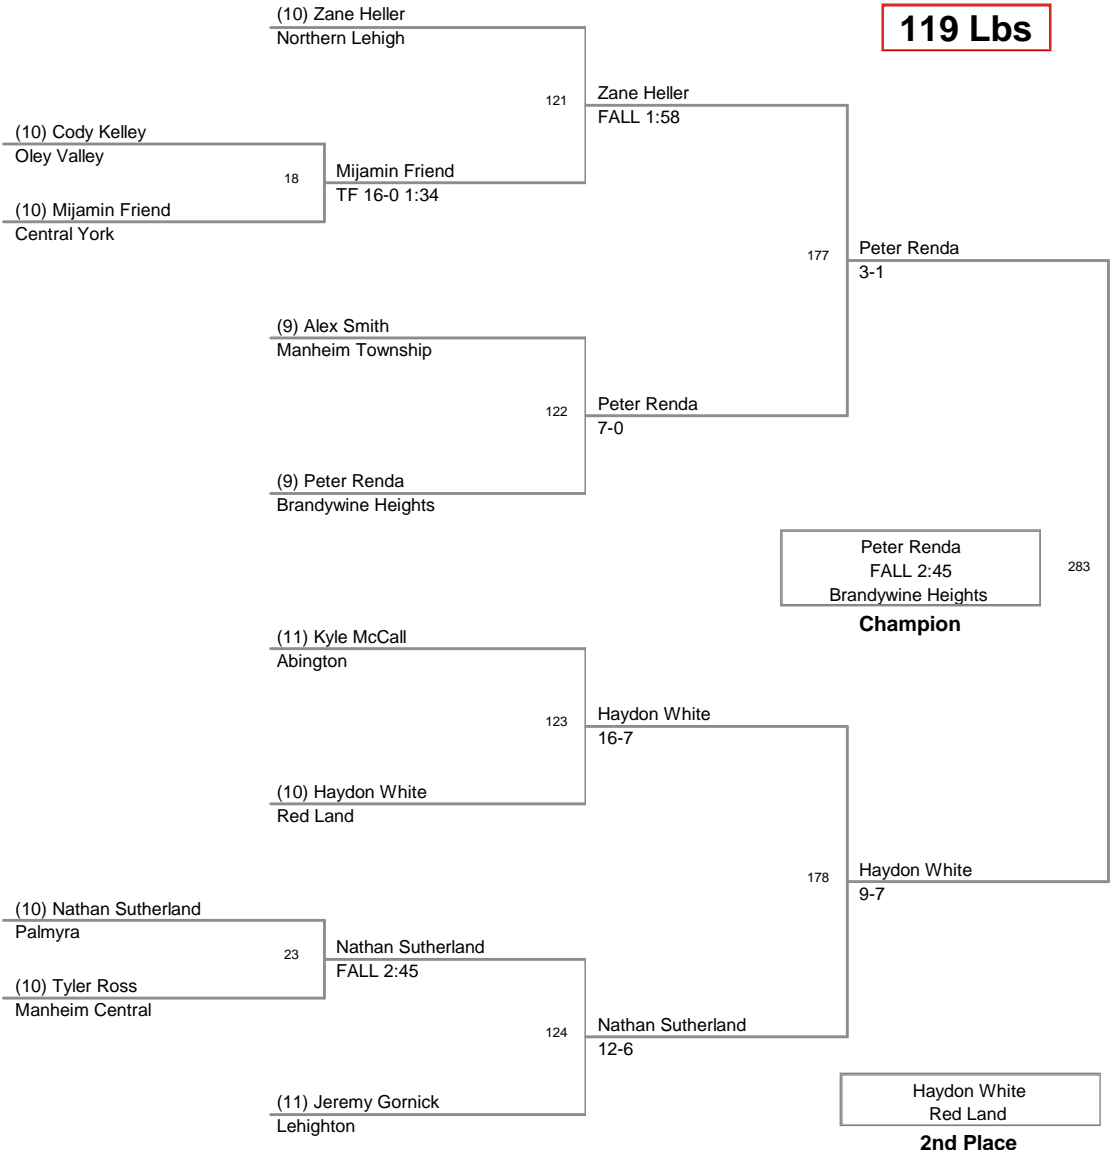 (10) Zane Heller
Northern Lehigh
119 Lbs
121
Zane Heller
FALL 1:58
(10) Cody Kelley
Oley Valley
18
Mijamin Friend
TF 16-0 1:34
(10) Mijamin Friend
Central York
177
Peter Renda
3-1
(9) Alex Smith
Manheim Township
122
Peter Renda
7-0
(9) Peter Renda
Brandywine Heights
Peter Renda
FALL 2:45
Brandywine Heights
Champion
283
(11) Kyle McCall
Abington
123
Haydon White
16-7
(10) Haydon White
Red Land
178
Haydon White
9-7
(10) Nathan Sutherland
Palmyra
23
Nathan Sutherland
FALL 2:45
(10) Tyler Ross
Manheim Central
124
Nathan Sutherland
12-6
(11) Jeremy Gornick
Lehighton
Haydon White
Red Land
2nd Place